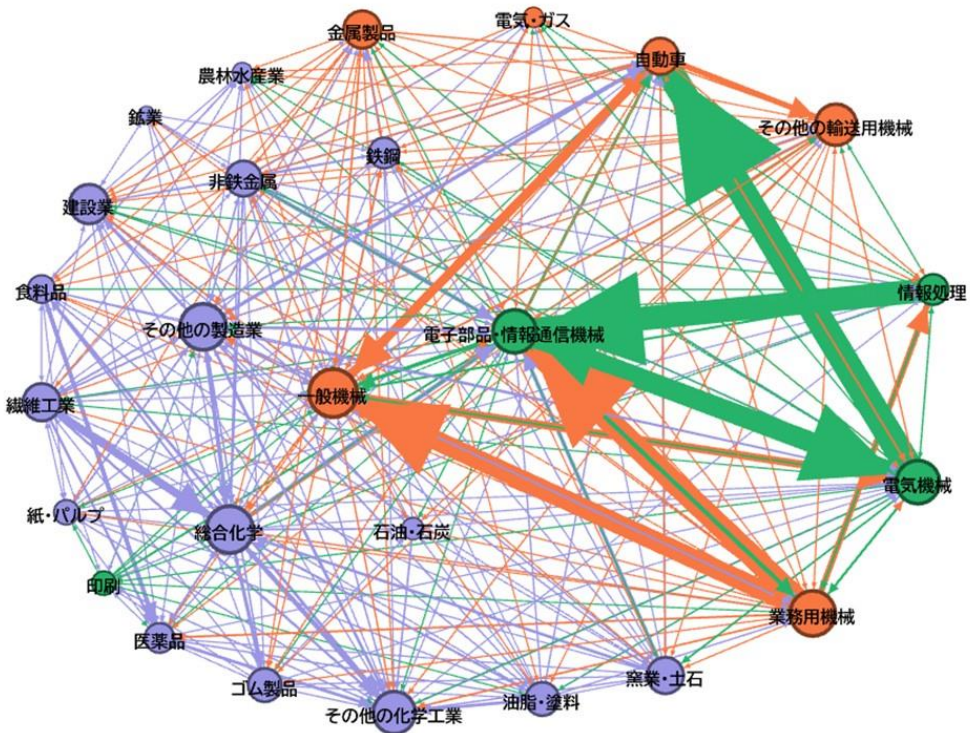 電気・ガス
金属製品
自動車
農林水産業
鉱業
その他の輸送用機械
鉄鋼
非鉄金属
建設業
食料品
情報処理
その他の製造業
電子部品・情報通信機械
一般機械
繊維工業
電気機械
紙・パルプ
総合化学
石油・石炭
印刷
業務用機械
医薬品
窯業・土石
ゴム製品
油脂・塗料
その他の化学工業